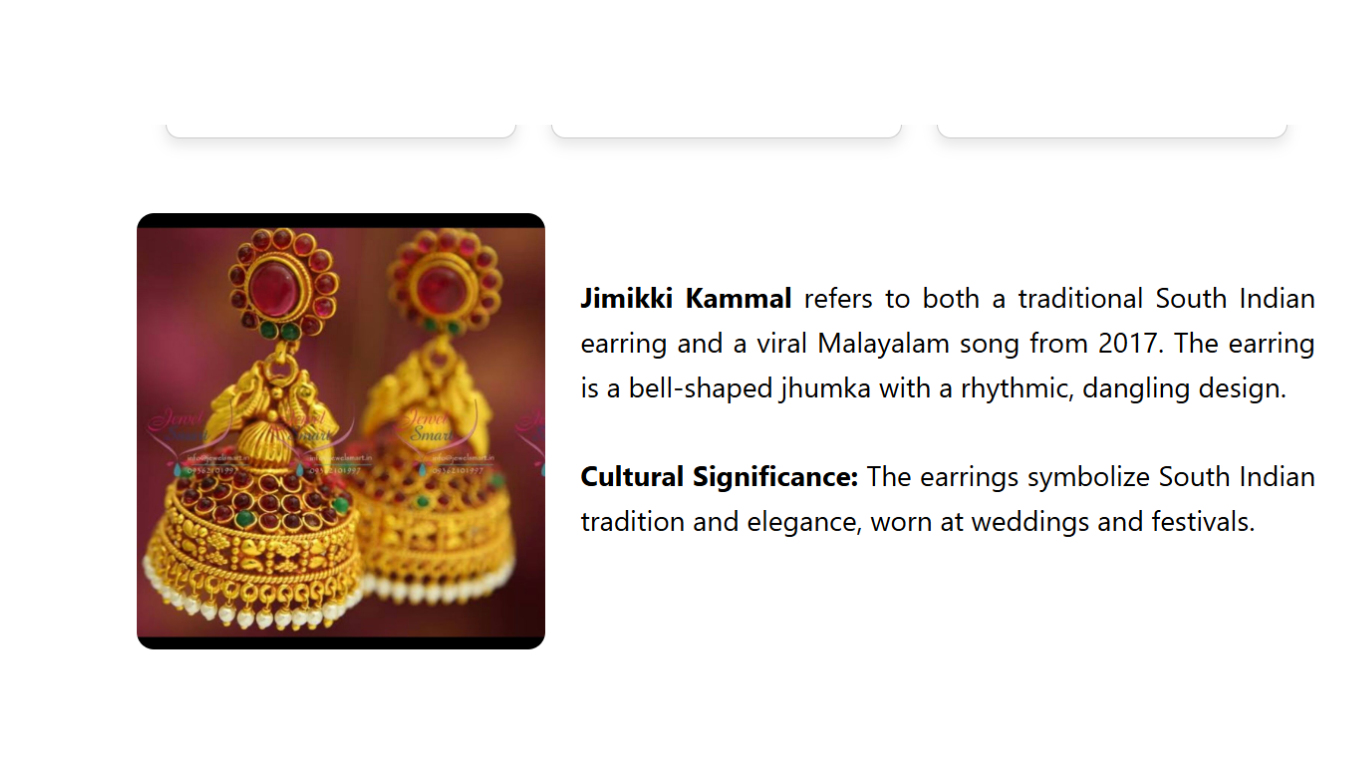 Jimikki Kammal refers to both a traditional South Indian
earring and a viral Malayalam song from 2017. The earring
is a bell-shaped jhumka with a rhythmic, dangling design.
Cultural Significance: The earrings symbolize South Indian
tradition and elegance, worn at weddings and festivals.
Jewel Jewel Jewel
Smart Smart Smart